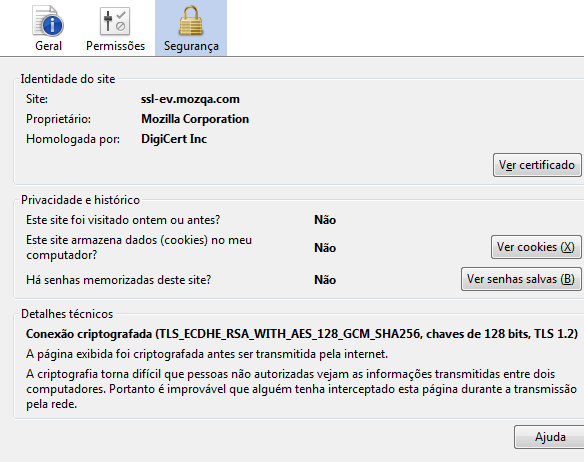 Geral Permissões Segurança
Identidade do site
Site: ssl-ev.mozqa.com
Proprietário: Mozilla Corporation
Homologada por: DigiCert Inc
Ver certificado
Privacidade e histórico
Este site foi visitado ontem ou antes? Não
Este site armazena dados (cookies) no meu
computador? Não Ver cookies (X)
Há senhas memorizadas deste site? Não Ver senhas salvas (B)
Detalhes técnicos
Conexão criptografada (TLS_ECDHE_RSA_WITH_AES_128_GCM_SHA256, chaves de 128 bits, TLS 1.2)
A página exibida foi criptografada antes ser transmitida pela internet.
A criptografia torna difícil que pessoas não autorizadas vejam as informações transmitidas entre dois
computadores. Portanto é improvável que alguém tenha interceptado esta página durante a transmissão
pela rede.
Ajuda